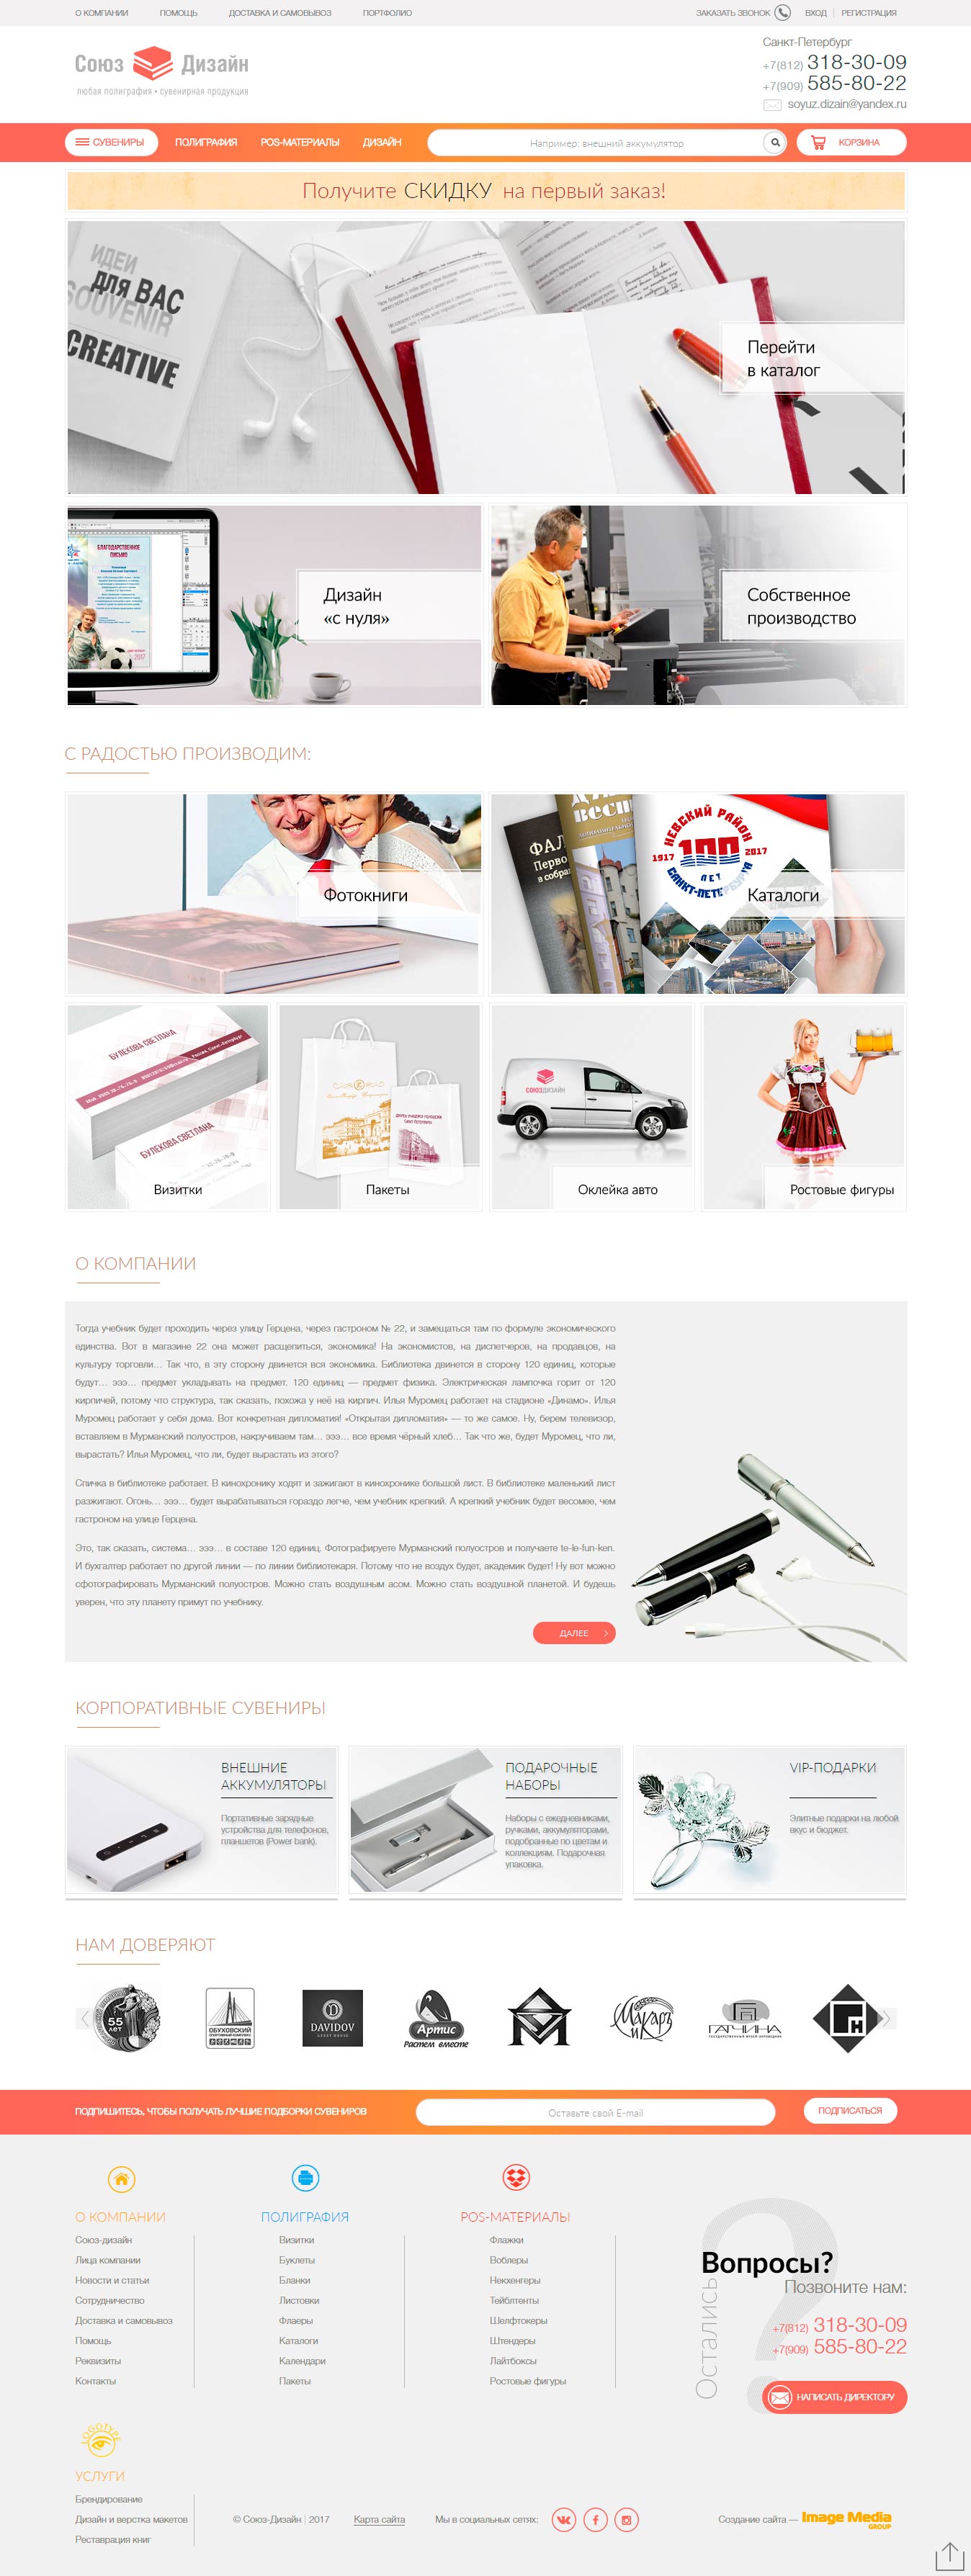 О КОМПАНИИ ПОМОЩЬ ДОСТАВКА И САМОВЫВОЗ ПОРТФОЛИО ЗАКАЗАТЬ ЗВОНОК ВХОД РЕГИСТРАЦИЯ
Союз Дизайн
любая полиграфия • сувенирная продукция
Санкт-Петербург
+7(812) 318-30-09
+7(909) 585-80-22
soyuz.dizain@yandex.ru
СУВЕНИРЫ ПОЛИГРАФИЯ POS-МАТЕРИАЛЫ ДИЗАЙН Например: внешний аккумулятор КОРЗИНА
Получите СКИДКУ на первый заказ!
ИДЕИ
для ВАС
SOUVENIR
CREATIVE
Перейти
в каталог
БЛАГОДАРСТВЕННОЕ
ПИСЬМО
2017
Дизайн
«с нуля»
Собственное
производство
С РАДОСТЬЮ ПРОИЗВОДИМ:
Фотокниги
НЕВСКИЙ РАЙОН
1917 100 2017
ЛЕТ
САНКТ-ПЕТЕРБУРГА
Каталоги
БУЛЕКОВА СВЕТЛАНА
БУЛЕКОВА СВЕТЛАНА
Визитки
Пакеты
СОЮЗДИЗАЙН
Оклейка авто
Ростовые фигуры
О КОМПАНИИ
Тогда учебник будет проходить через улицу Герцена, через гастроном № 22, и замещаться там по формуле экономического
единства. Вот в магазине 22 она может расщепиться, экономика! На экономистов, на диспетчеров, на продавцов, на
культуру торговли… Так что, в эту сторону двинется вся экономика. Библиотека двинется в сторону 120 единиц, которые
будут… эээ… предмет укладывать на предмет. 120 единиц — предмет физика. Электрическая лампочка горит от 120
кирпичей, потому что структура, так сказать, похожа у неё на кирпич. Илья Муромец работает на стадионе «Динамо». Илья
Муромец работает у себя дома. Вот конкретная дипломатия! «Открытая дипломатия» — то же самое. Ну, берем телевизор,
вставляем в Мурманский полуостров, накручиваем там… эээ… все время чёрный хлеб… Так что же, будет Муромец, что ли,
вырастать? Илья Муромец, что ли, будет вырастать из этого?
Спичка в библиотеке работает. В кинохронику ходят и зажигают в кинохронике большой лист. В библиотеке маленький лист
разжигают. Огонь… эээ… будет вырабатываться гораздо легче, чем учебник крепкий. А крепкий учебник будет весомее, чем
гастроном на улице Герцена.
Это, так сказать, система… эээ… в составе 120 единиц. Фотографируете Мурманский полуостров и получаете te-le-fun-ken.
И бухгалтер работает по другой линии — по линии библиотекаря. Потому что не воздух будет, академик будет! Ну вот можно
сфотографировать Мурманский полуостров. Можно стать воздушным асом. Можно стать воздушной планетой. И будешь
уверен, что эту планету примут по учебнику.
ДАЛЕЕ
КОРПОРАТИВНЫЕ СУВЕНИРЫ
ВНЕШНИЕ
АККУМУЛЯТОРЫ
Портативные зарядные
устройства для телефонов,
планшетов (Power bank).
ПОДАРОЧНЫЕ
НАБОРЫ
Наборы с ежедневниками,
ручками, аккумуляторами,
подобранные по цветам и
коллекциям. Подарочная
упаковка.
VIP-ПОДАРКИ
Элитные подарки на любой
вкус и бюджет.
НАМ ДОВЕРЯЮТ
55
ЛЕТ
ОБУХОВСКИЙ
DAVIDOV
Артис
Растем вместе
Макаръ
ГАТЧИНА
ПОДПИШИТЕСЬ, ЧТОБЫ ПОЛУЧАТЬ ЛУЧШИЕ ПОДБОРКИ СУВЕНИРОВ Оставьте свой E-mail ПОДПИСАТЬСЯ
О КОМПАНИИ
Союз-дизайн
Лица компании
Новости и статьи
Сотрудничество
Доставка и самовывоз
Помощь
Реквизиты
Контакты
ПОЛИГРАФИЯ
Визитки
Буклеты
Бланки
Листовки
Флаеры
Каталоги
Календари
Пакеты
POS-МАТЕРИАЛЫ
Флажки
Воблеры
Некхенгеры
Тейблтенты
Шелфтокеры
Штендеры
Лайтбоксы
Ростовые фигуры
?
Остались
Вопросы?
Позвоните нам:
+7(812) 318-30-09
+7(909) 585-80-22
НАПИСАТЬ ДИРЕКТОРУ
ЛОГОТИП
УСЛУГИ
Брендирование
Дизайн и верстка макетов
Реставрация книг
© Союз-Дизайн | 2017 Карта сайта Мы в социальных сетях: Создание сайта — Image Media
GROUP